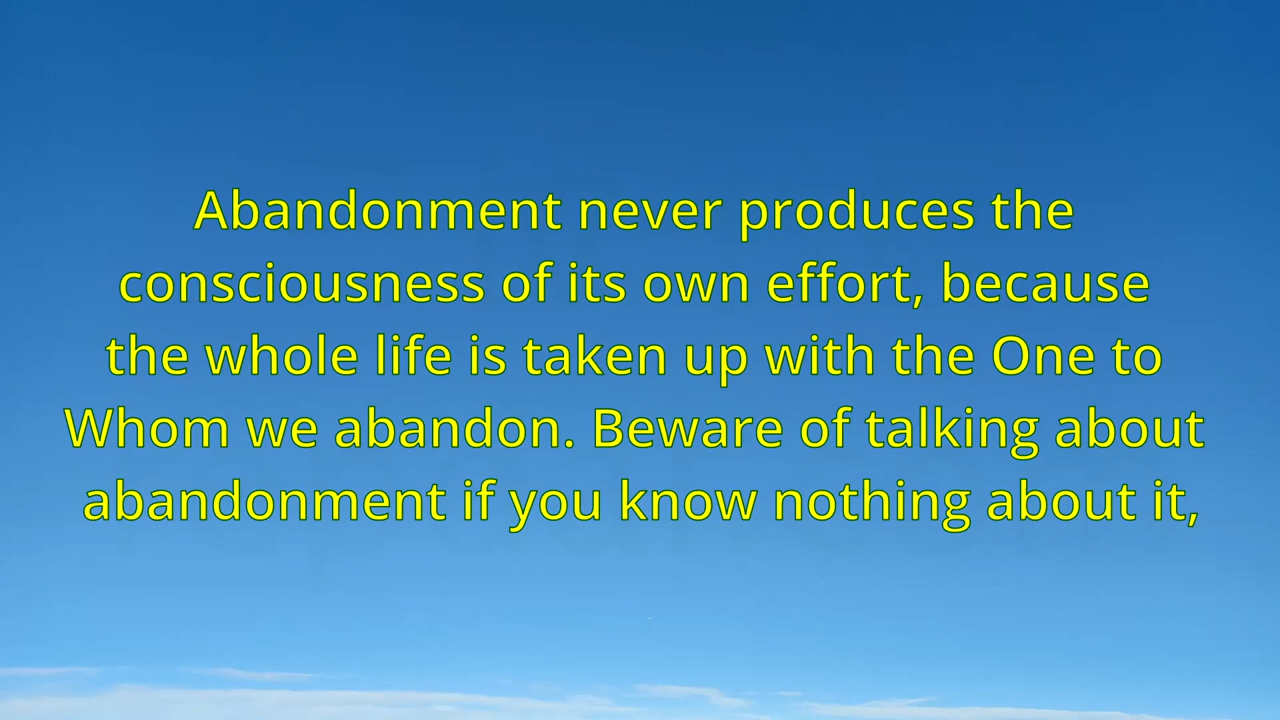 Abandonment never produces the
consciousness of its own effort, because
the whole life is taken up with the One to
Whom we abandon. Beware of talking about
abandonment if you know nothing about it,